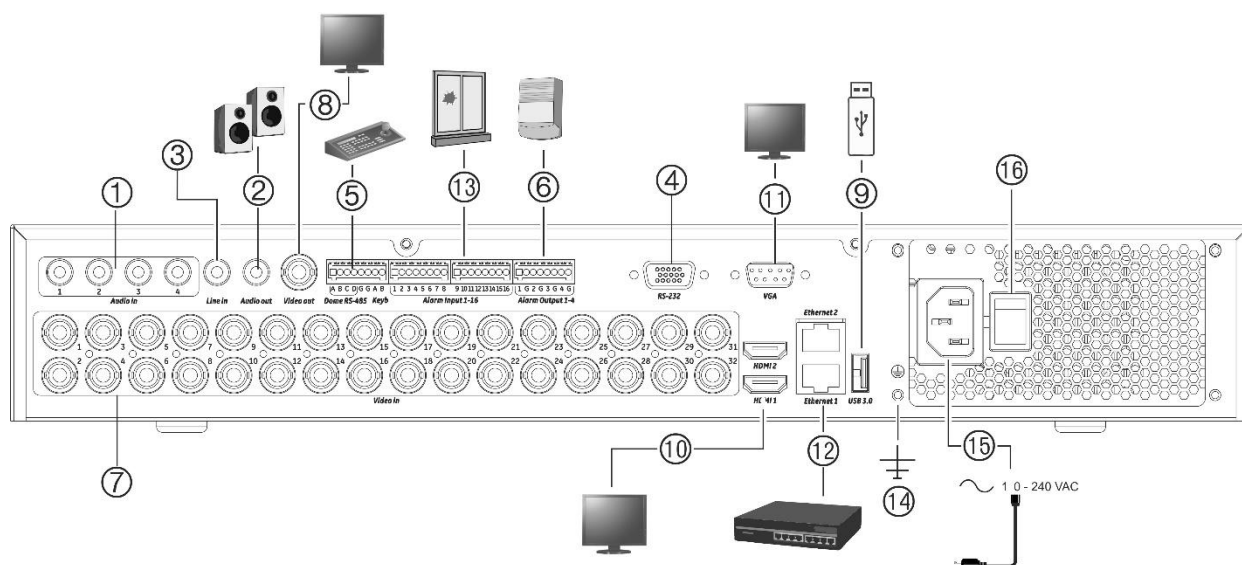 ⑧
③
②
①
⑤
⑬
⑥
④
⑪
⑨
⑯
1 2 3 4
Audio in
Line in
Audio out
Video out
A B C D G G A B
Dome RS-485 Keyb
1 2 3 4 5 6 7 8
9 10 11 12 13 14 15 16
Alarm Input 1-16
1 G 2 G 3 G 4 G
Alarm Output 1-4
RS-232
VGA
Ethernet 2
1 3 5 7 9 11 13 15 17 19 21 23 25 27 29 31
2 4 6 8 10 12 14 16 18 20 22 24 26 28 30 32
Video in
HDMI 2
HDMI 1
Ethernet 1
USB 3.0
⑦
⑩
⑫
⑭
⑮
1 0 - 240 VAC